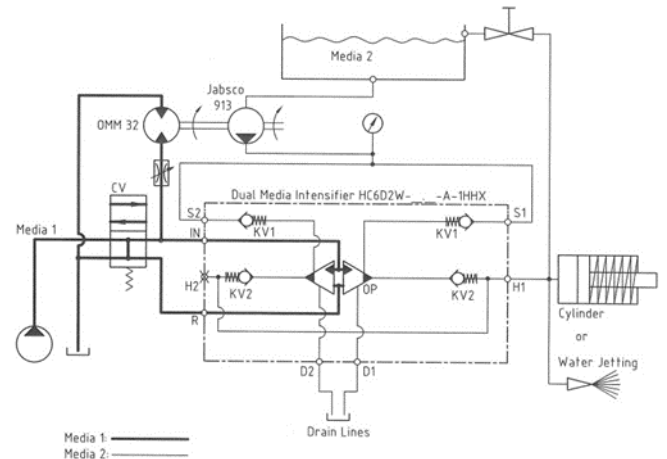 Media 2
Jabsco
913
OMM 32
CV
Dual Media Intensifier HC6D2W-_._-A-1HHX
S2
S1
KV1
KV1
Media 1
IN
H2
KV2
OP
KV2
H1
R
Cylinder
or
Water Jetting
D2
D1
Drain Lines
Media 1:
Media 2: